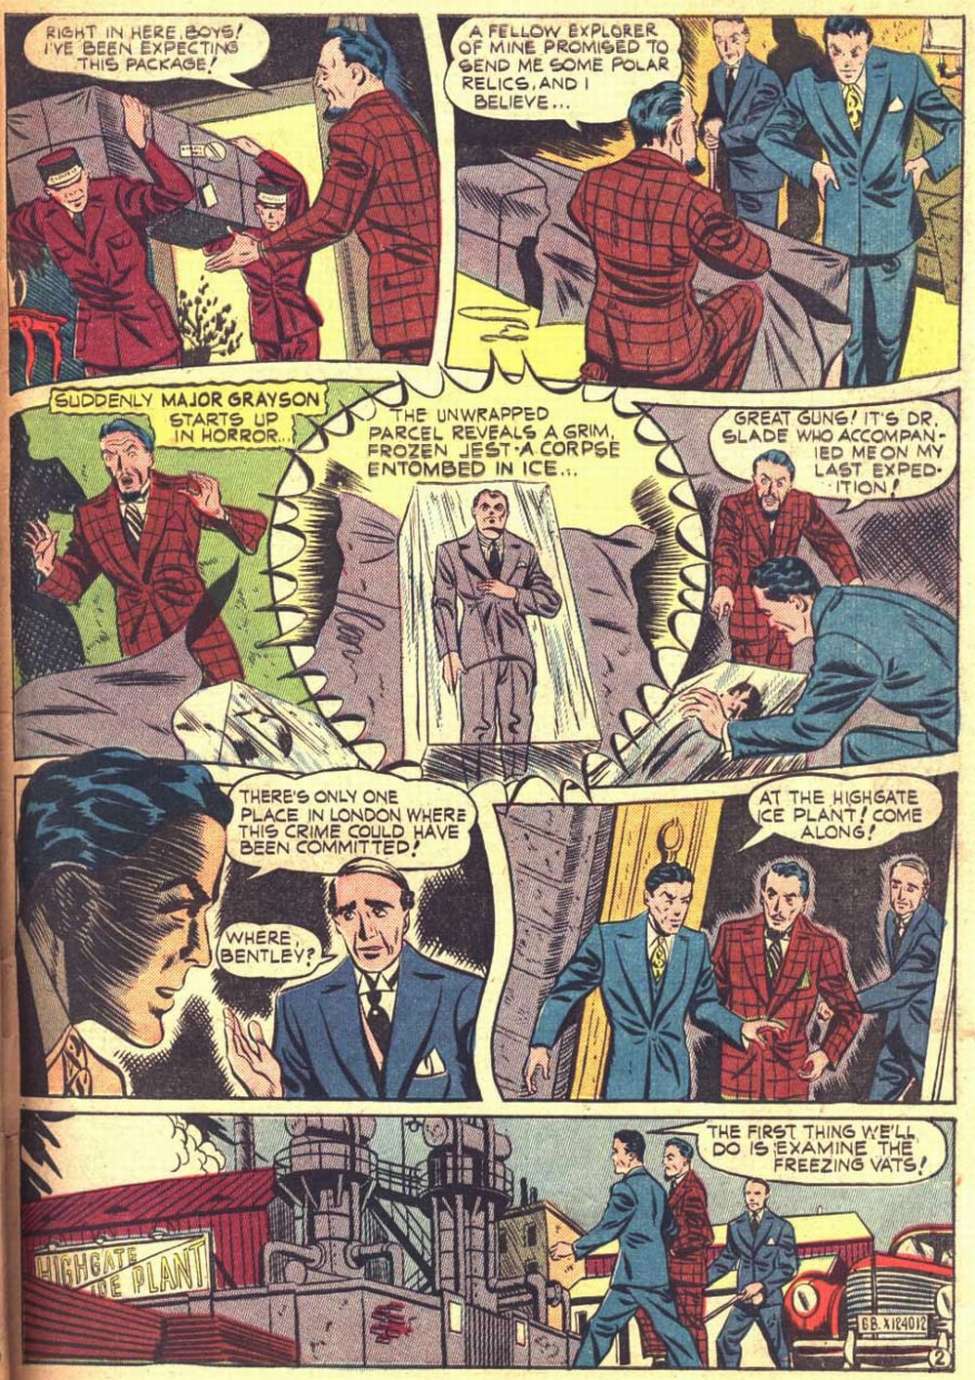 RIGHT IN HERE, BOYS!
I'VE BEEN EXPECTING
THIS PACKAGE!
A FELLOW EXPLORER
OF MINE PROMISED TO
SEND ME SOME POLAR
RELICS, AND I
BELIEVE...
SUDDENLY MAJOR GRAYSON
STARTS UP
IN HORROR...
THE UNWRAPPED
PARCEL REVEALS A GRIM,
FROZEN JEST-A CORPSE
ENTOMBED IN ICE...
GREAT GUNS! IT'S DR.
SLADE WHO ACCOMPAN-
IED ME ON MY
LAST EXPED-
ITION!
THERE'S ONLY ONE
PLACE IN LONDON WHERE
THIS CRIME COULD HAVE
BEEN COMMITTED!
WHERE,
BENTLEY?
AT THE HIGHGATE
ICE PLANT! COME
ALONG!
THE FIRST THING WE'LL
DO IS EXAMINE THE
FREEZING VATS!
HIGHGATE
ICE PLANT
GB. X124012
2